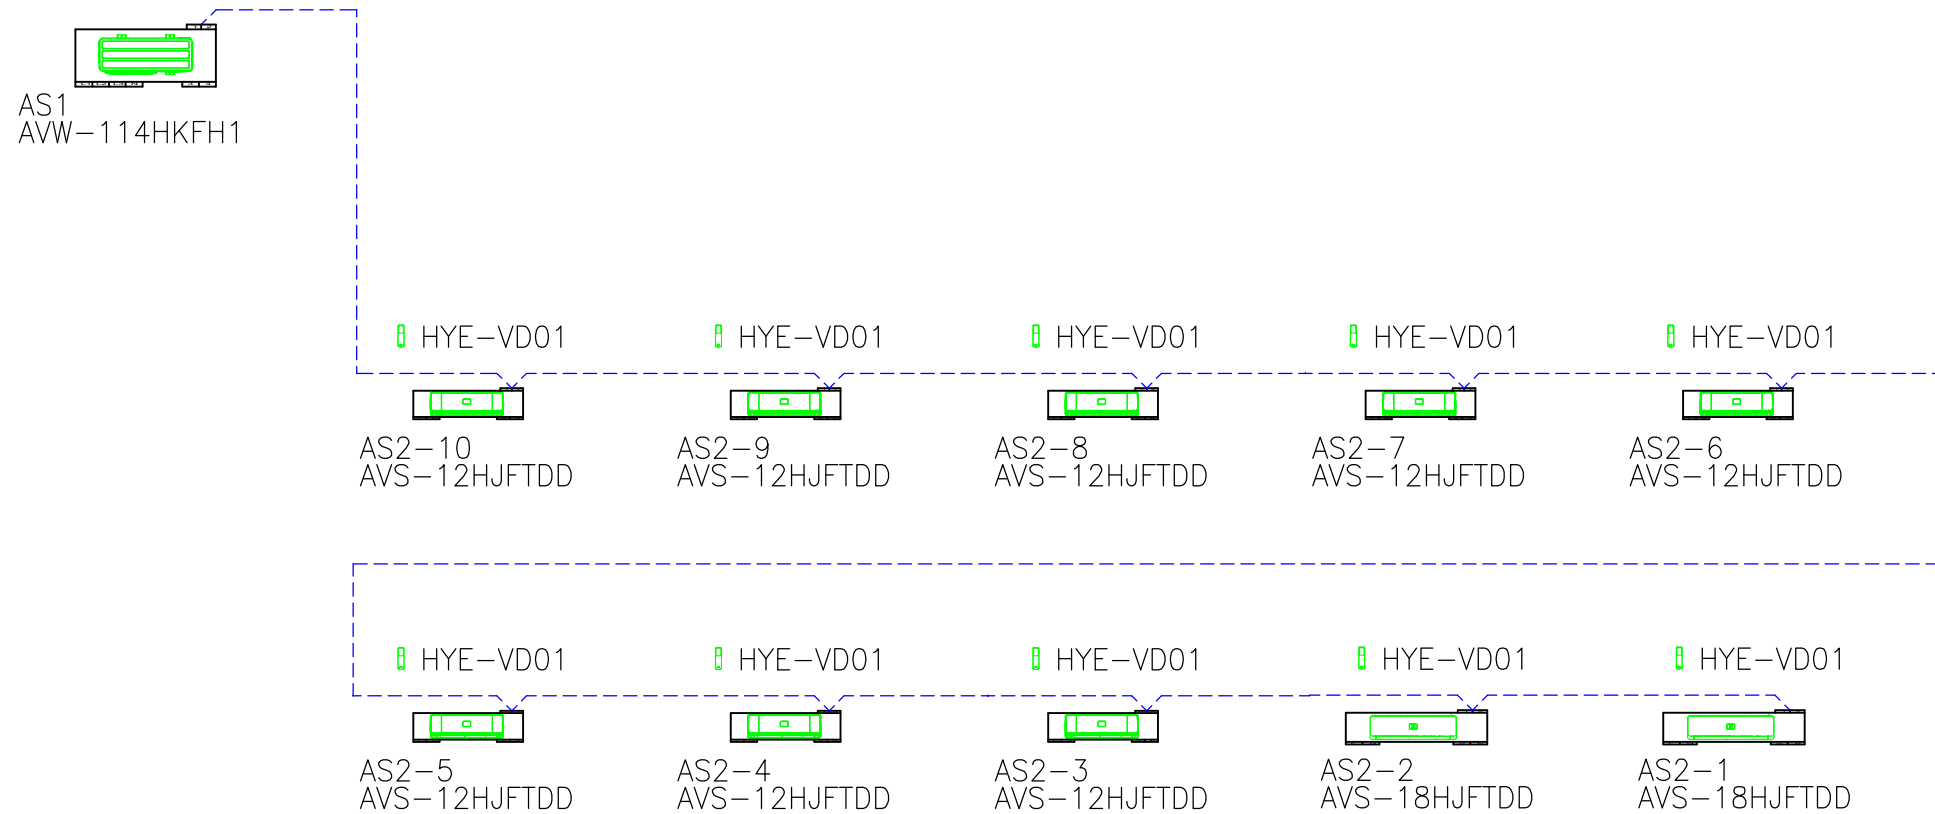 AS1
AVW-114HKFH1
HYE-VD01
HYE-VD01
HYE-VD01
HYE-VD01
HYE-VD01
AS2-10
AVS-12HJFTDD
AS2-9
AVS-12HJFTDD
AS2-8
AVS-12HJFTDD
AS2-7
AVS-12HJFTDD
AS2-6
AVS-12HJFTDD
HYE-VD01
HYE-VD01
HYE-VD01
HYE-VD01
HYE-VD01
AS2-5
AVS-12HJFTDD
AS2-4
AVS-12HJFTDD
AS2-3
AVS-12HJFTDD
AS2-2
AVS-18HJFTDD
AS2-1
AVS-18HJFTDD